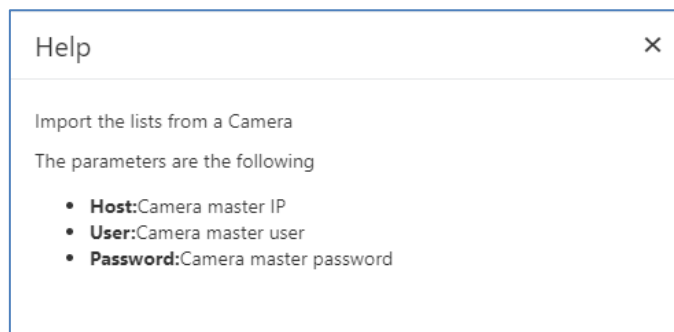 Help
Import the lists from a Camera
The parameters are the following
Host:Camera master IP
User:Camera master user
Password:Camera master password